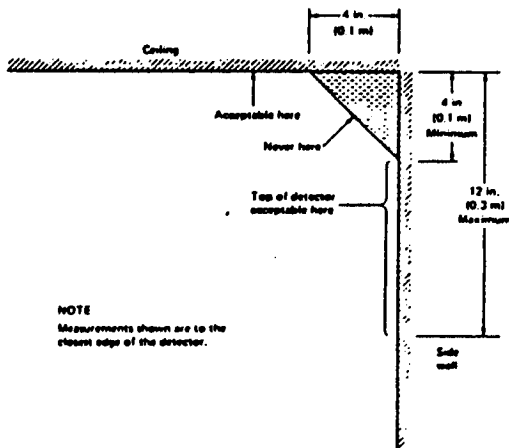 4 in.
(0.1 m)
Ceiling
Acceptable here
Never here
4 in
(0.1 m)
Minimum
Top of detector
acceptable here
12 in.
(0.3 m)
Maximum
NOTE
Measurements shown are to the
closest edge of the detector.
Side
wall